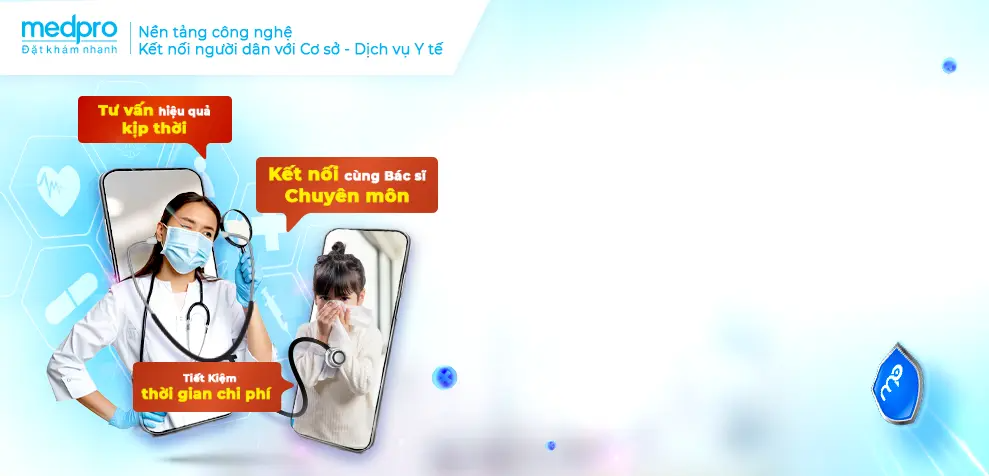 medpro
Đặt khám nhanh
Nền tảng công nghệ
Kết nối người dân với Cơ sở - Dịch vụ Y tế
Tư vấn hiệu quả
kịp thời
Kết nối cùng Bác sĩ
Chuyên môn
Tiết Kiệm
thời gian chi phí